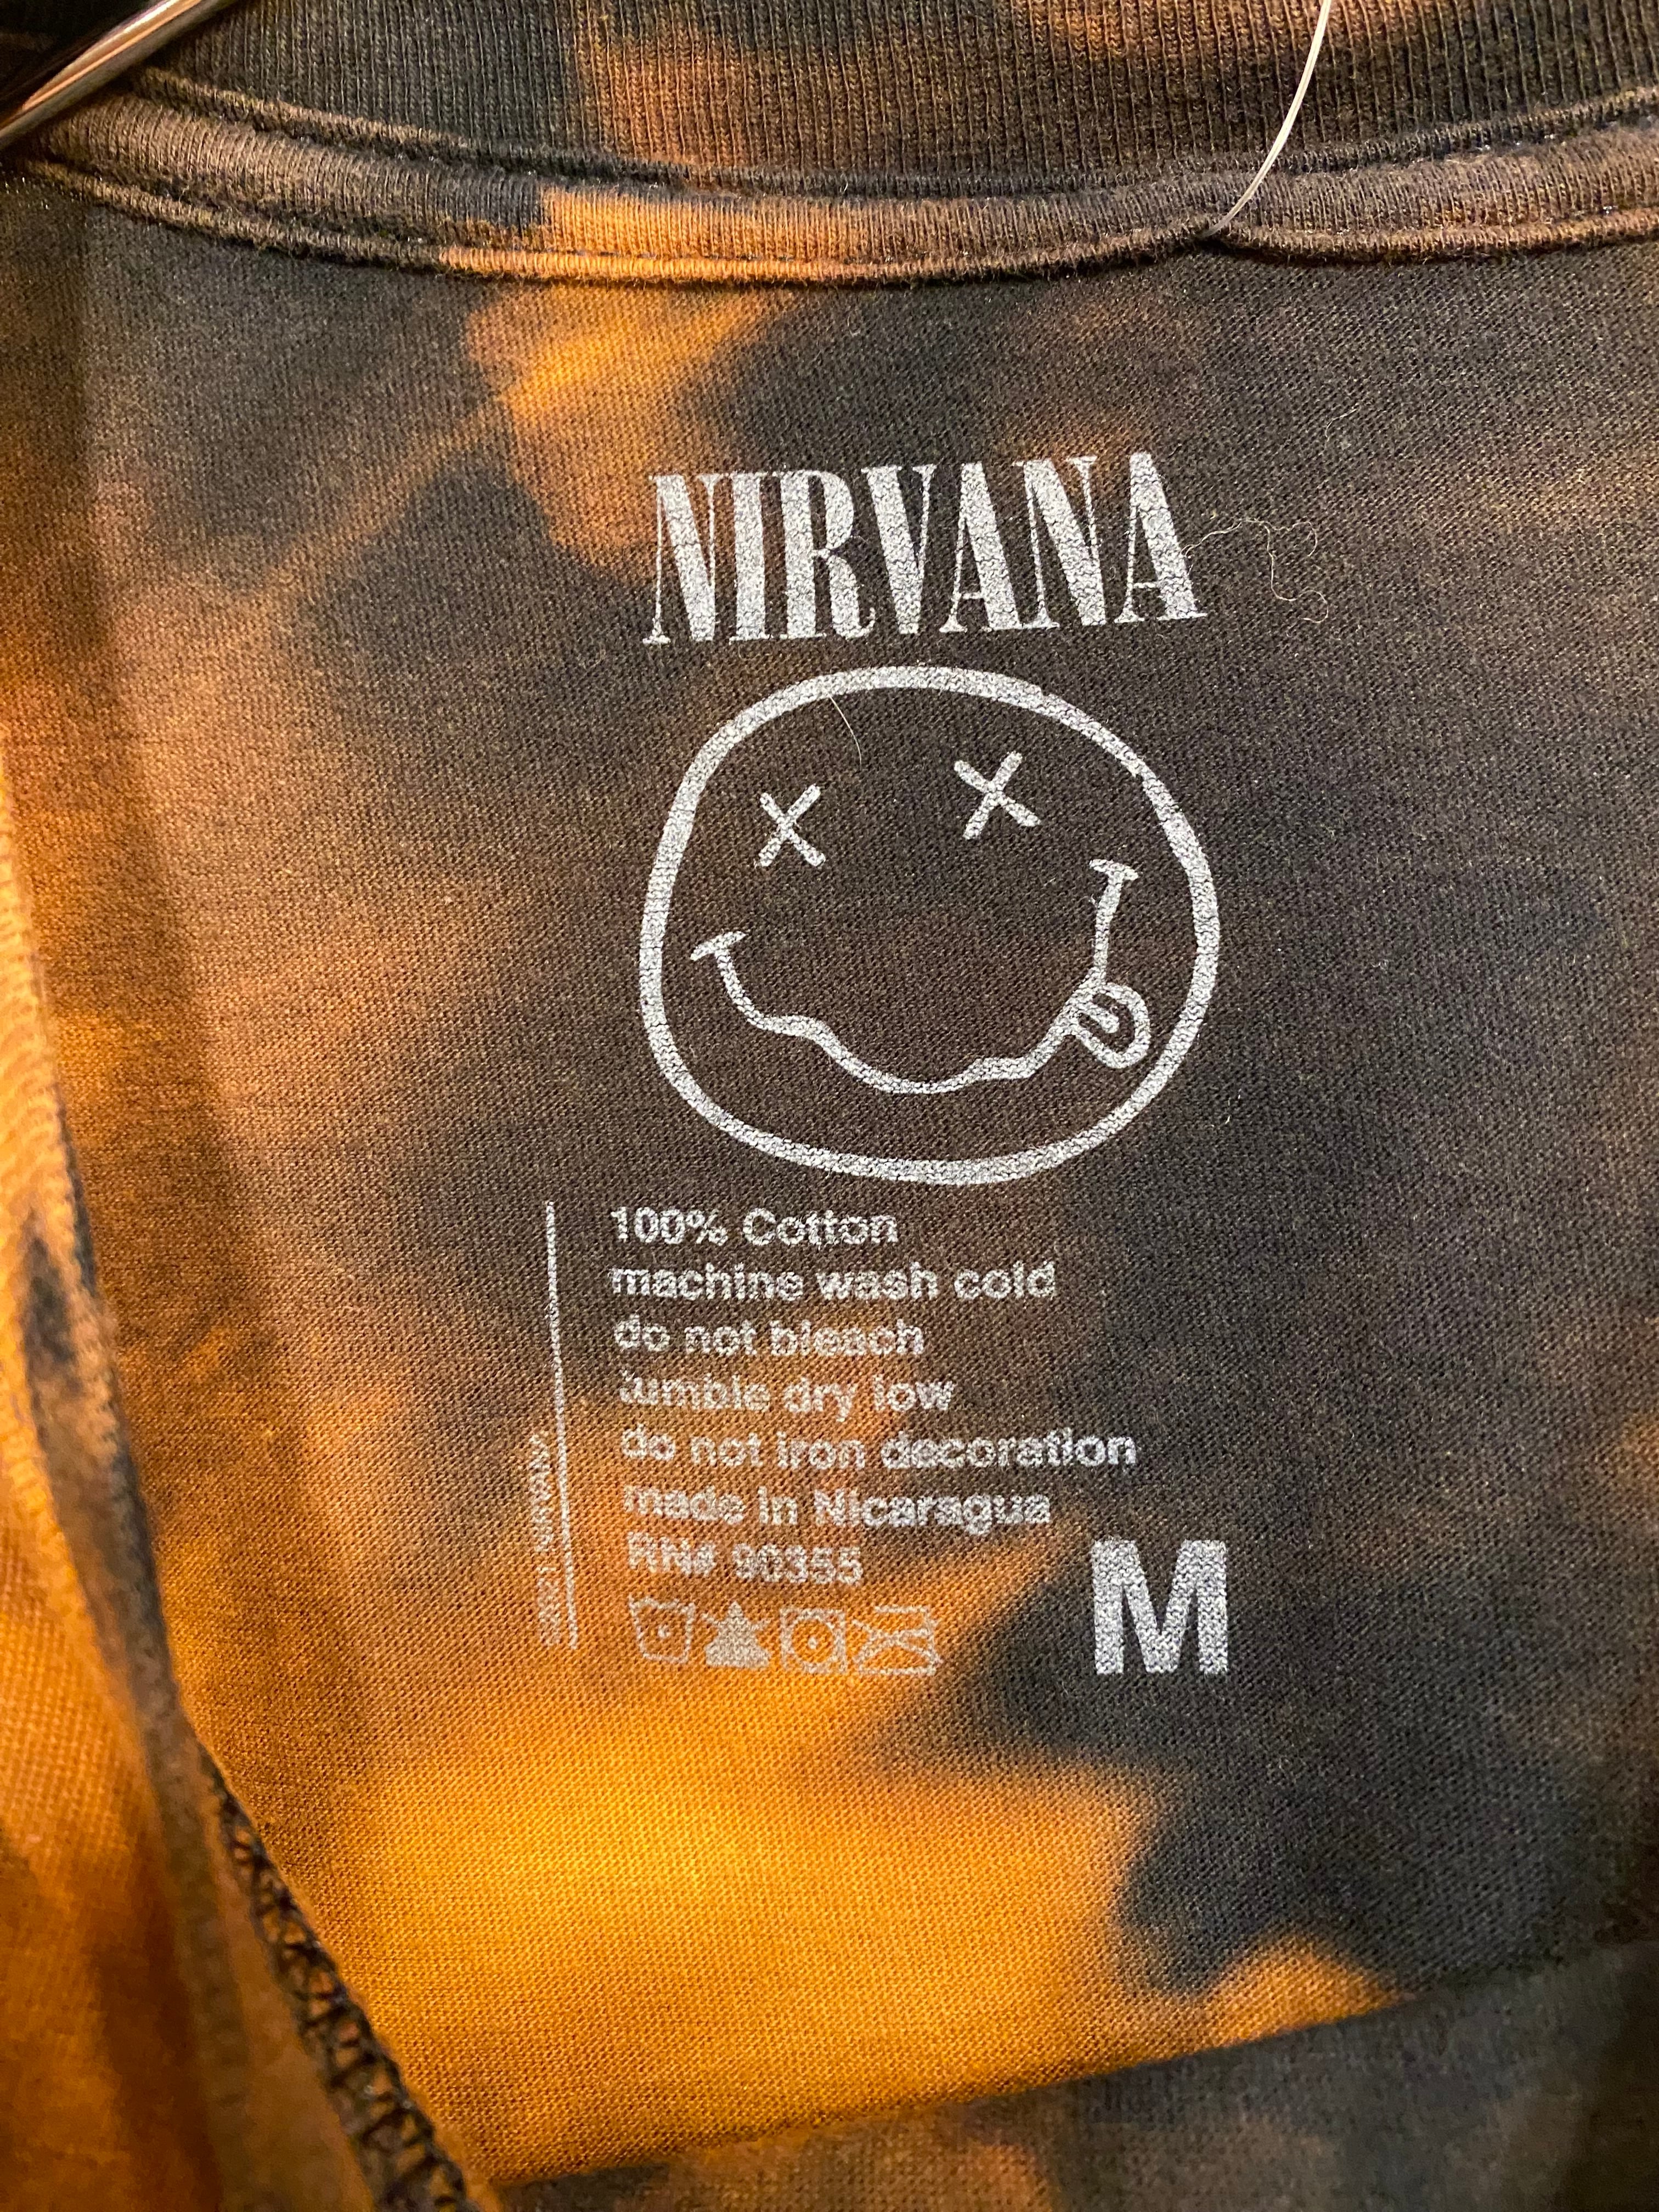 NIRVANA
100% Cotton
machine wash cold
do not bleach
tumble dry low
do not iron decoration
made in Nicaragua
RN# 90355
M
NIRVANA